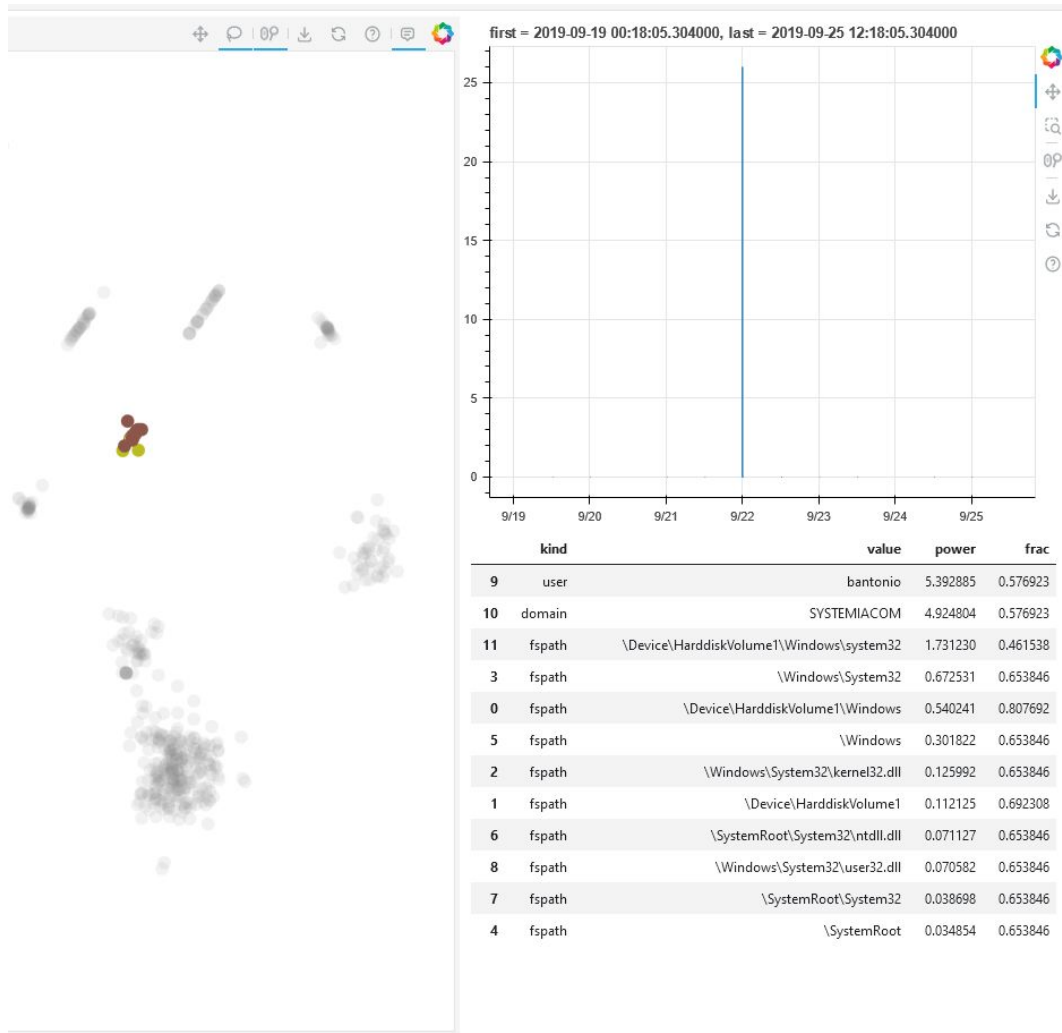 first = 2019-09-19 00:18:05.304000, last = 2019-09-25 12:18:05.304000
25
20
15
10
5
0
9/19 9/20 9/21 9/22 9/23 9/24 9/25
kind value power frac
9 user bantonio 5.392885 0.576923
10 domain SYSTEMIACOM 4.924804 0.576923
11 fspath \Device\HarddiskVolume1\Windows\system32 1.731230 0.461538
3 fspath \Windows\System32 0.672531 0.653846
0 fspath \Device\HarddiskVolume1\Windows 0.540241 0.807692
5 fspath \Windows 0.301822 0.653846
2 fspath \Windows\System32\kernel32.dll 0.125992 0.653846
1 fspath \Device\HarddiskVolume1 0.112125 0.692308
6 fspath \SystemRoot\System32\ntdll.dll 0.071127 0.653846
8 fspath \Windows\System32\user32.dll 0.070582 0.653846
7 fspath \SystemRoot\System32 0.038698 0.653846
4 fspath \SystemRoot 0.034854 0.653846